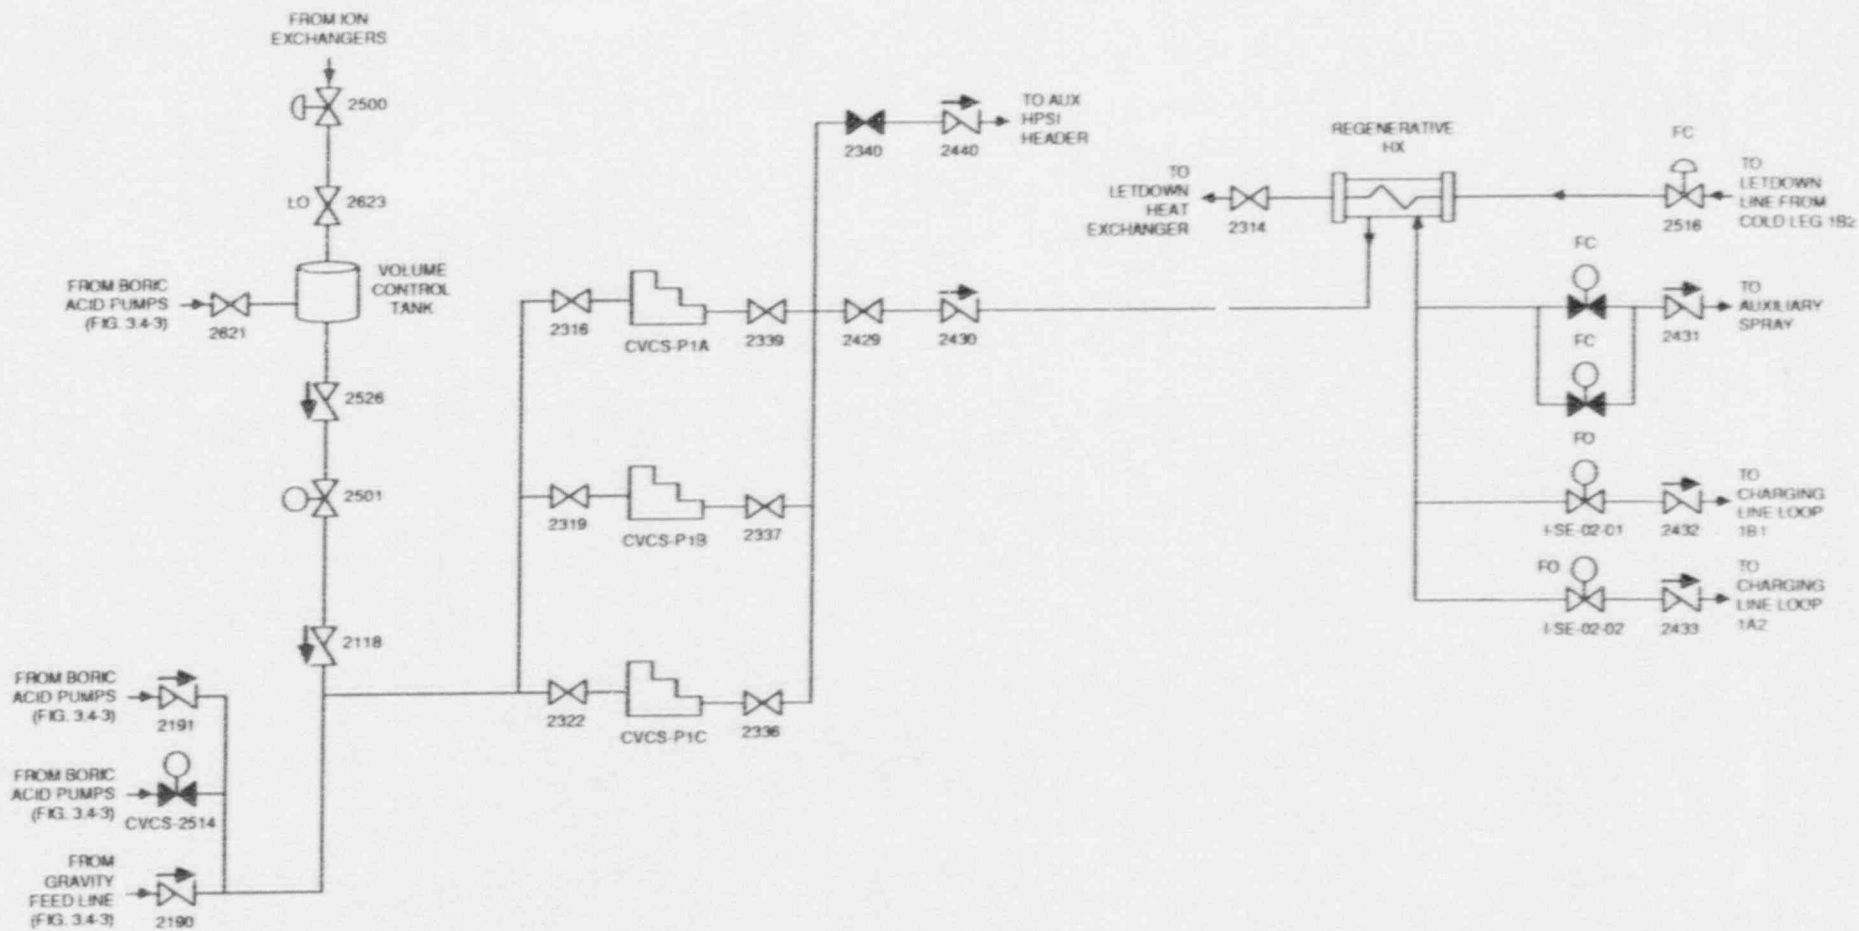 FROM ION
EXCHANGERS
2500
LO
2623
FROM BORIC
ACID PUMPS
(FIG. 3.4-3)
2621
VOLUME
CONTROL
TANK
2526
2501
2118
FROM BORIC
ACID PUMPS
(FIG. 3.4-3)
2191
FROM BORIC
ACID PUMPS
(FIG. 3.4-3)
CVCS-2514
FROM
GRAVITY
FEED LINE
(FIG. 3.4-3)
2190
2316
CVCS-P1A
2339
2319
CVCS-P1B
2337
2322
CVCS-P1C
2336
2340
2440
TO AUX
HPSI
HEADER
2429
2430
TO
LETDOWN
HEAT
EXCHANGER
2314
REGENERATIVE
HX
FC
2516
TO
LETDOWN
LINE FROM
COLD LEG 1B2
FC
FC
2431
TO
AUXILIARY
SPRAY
FO
I-SE-02-01
2432
TO
CHARGING
LINE LOOP
1B1
FO
I-SE-02-02
2433
TO
CHARGING
LINE LOOP
1A2